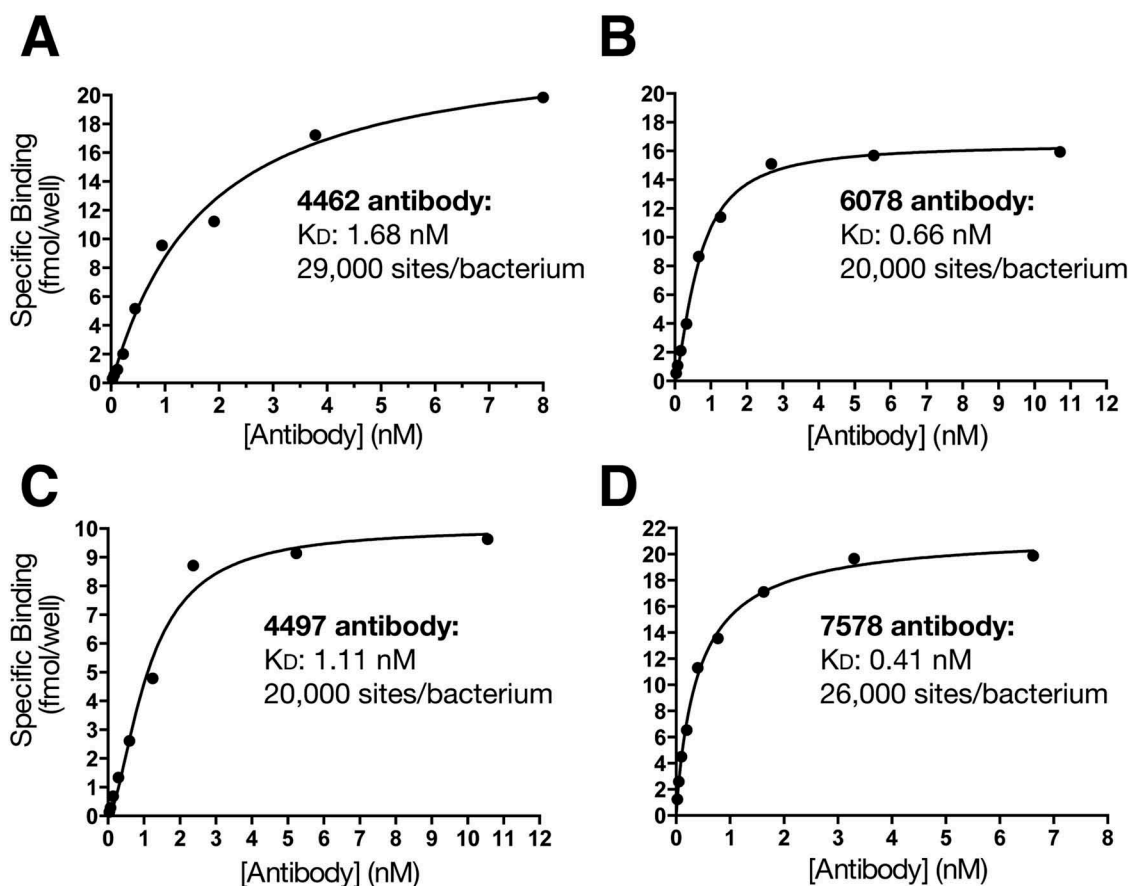 A
Specific Binding
(fmol/well)
20
18
16
14
12
10
8
6
4
2
0
4462 antibody:
KD: 1.68 nM
29,000 sites/bacterium
0 1 2 3 4 5 6 7 8
[Antibody] (nM)
B
20
18
16
14
12
10
8
6
4
2
0
6078 antibody:
KD: 0.66 nM
20,000 sites/bacterium
0 1 2 3 4 5 6 7 8 9 10 11 12
[Antibody] (nM)
C
Specific Binding
(fmol/well)
10
9
8
7
6
5
4
3
2
1
0
4497 antibody:
KD: 1.11 nM
20,000 sites/bacterium
0 1 2 3 4 5 6 7 8 9 10 11 12
[Antibody] (nM)
D
22
20
18
16
14
12
10
8
6
4
2
0
7578 antibody:
KD: 0.41 nM
26,000 sites/bacterium
0 1 2 3 4 5 6 7 8
[Antibody] (nM)